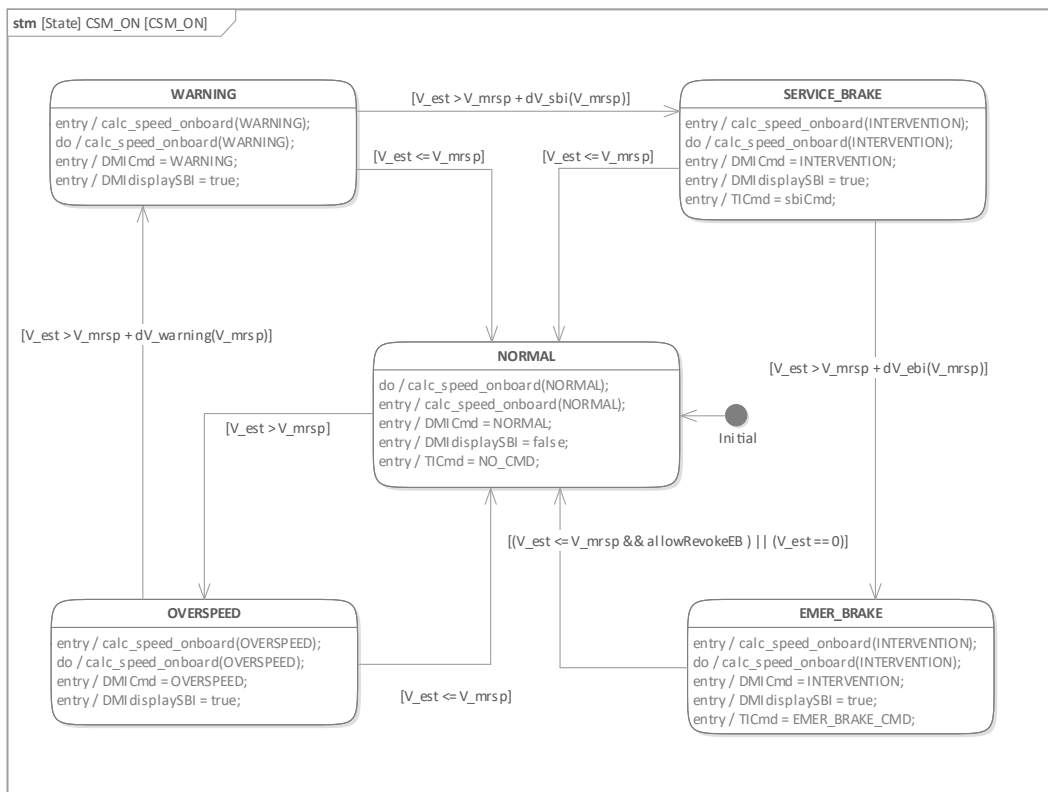 stm [State] CSM_ON [CSM_ON]
WARNING
entry / calc_speed_onboard(WARNING);
do / calc_speed_onboard(WARNING);
entry / DMICmd = WARNING;
entry / DMIdisplaySBI = true;
[V_est > V_mrsp + dV_sbi(V_mrsp)]
SERVICE_BRAKE
entry / calc_speed_onboard(INTERVENTION);
do / calc_speed_onboard(INTERVENTION);
entry / DMICmd = INTERVENTION;
entry / DMIdisplaySBI = true;
entry / TICmd = sbiCmd;
[V_est <= V_mrsp]
[V_est <= V_mrsp]
[V_est > V_mrsp + dV_warning(V_mrsp)]
NORMAL
do / calc_speed_onboard(NORMAL);
entry / calc_speed_onboard(NORMAL);
entry / DMICmd = NORMAL;
entry / DMIdisplaySBI = false;
entry / TICmd = NO_CMD;
[V_est > V_mrsp + dV_ebi(V_mrsp)]
Initial
[V_est > V_mrsp]
[(V_est <= V_mrsp && allowRevokeEB ) || (V_est == 0)]
OVERSPEED
entry / calc_speed_onboard(OVERSPEED);
do / calc_speed_onboard(OVERSPEED);
entry / DMICmd = OVERSPEED;
entry / DMIdisplaySBI = true;
[V_est <= V_mrsp]
EMER_BRAKE
entry / calc_speed_onboard(INTERVENTION);
do / calc_speed_onboard(INTERVENTION);
entry / DMICmd = INTERVENTION;
entry / DMIdisplaySBI = true;
entry / TICmd = EMER_BRAKE_CMD;